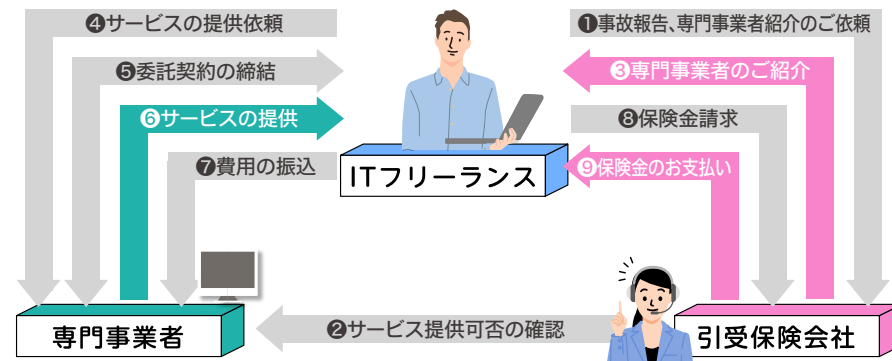 ❹サービスの提供依頼
❶事故報告、専門事業者紹介のご依頼
❺委託契約の締結
❸専門事業者のご紹介
❻サービスの提供
❽保険金請求
❼費用の振込
❾保険金のお支払い
ITフリーランス
❷サービス提供可否の確認
専門事業者
引受保険会社